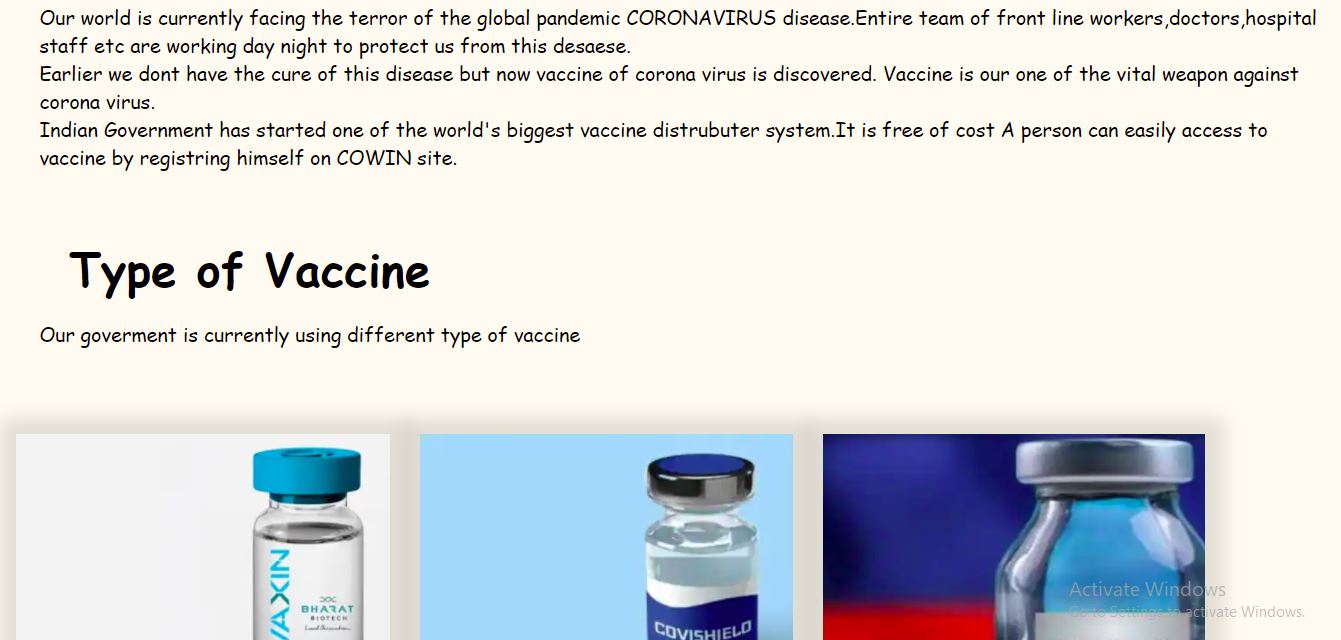 Our world is currently facing the terror of the global pandemic CORONAVIRUS disease.Entire team of front line workers,doctors,hospital
staff etc are working day night to protect us from this desaese.
Earlier we dont have the cure of this disease but now vaccine of corona virus is discovered. Vaccine is our one of the vital weapon against
corona virus.
Indian Government has started one of the world's biggest vaccine distrubuter system.It is free of cost A person can easily access to
vaccine by registring himself on COWIN site.
Type of Vaccine
Our goverment is currently using different type of vaccine
VAXIN
BHARAT
BIOTECH
COVISHIELD
Activate Windows
Go to Settings to activate Windows.